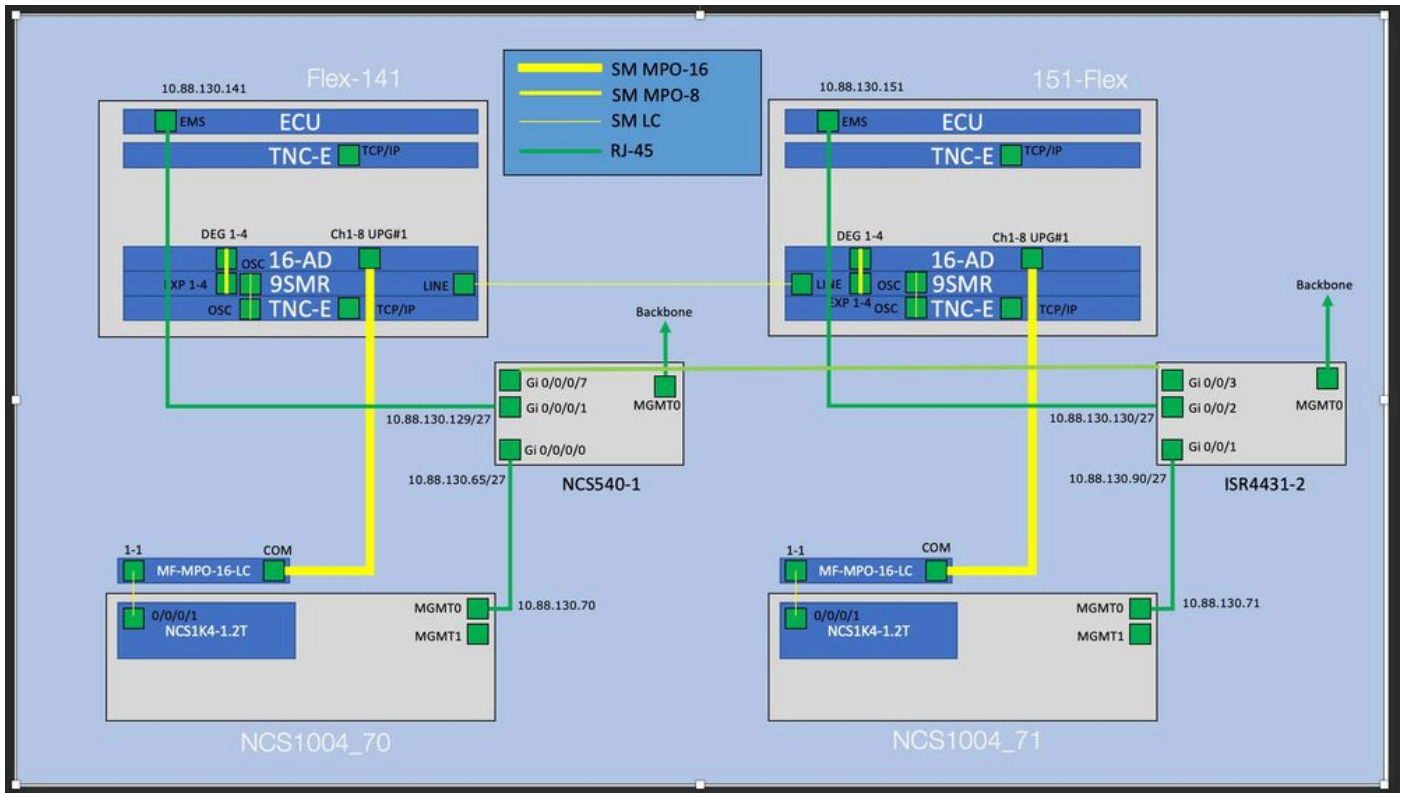 Flex-141
10.88.130.141
EMS
ECU
TNC-E
TCP/IP
DEG 1-4
Ch1-8 UPG#1
OSC
16-AD
EXP 1-4
9SMR
LINE
OSC
TNC-E
TCP/IP
SM MPO-16
SM MPO-8
SM LC
RJ-45
151-Flex
10.88.130.151
EMS
ECU
TNC-E
TCP/IP
DEG 1-4
Ch1-8 UPG#1
16-AD
LINE
OSC
9SMR
EXP 1-4
OSC
TNC-E
TCP/IP
Backbone
Gi 0/0/0/7
Gi 0/0/0/1
MGMT0
10.88.130.129/27
Gi 0/0/0/0
10.88.130.65/27
NCS540-1
Backbone
Gi 0/0/3
Gi 0/0/2
MGMT0
10.88.130.130/27
Gi 0/0/1
10.88.130.90/27
ISR4431-2
1-1
COM
MF-MPO-16-LC
0/0/0/1
NCS1K4-1.2T
MGMT0
10.88.130.70
MGMT1
NCS1004_70
1-1
COM
MF-MPO-16-LC
0/0/0/1
NCS1K4-1.2T
MGMT0
10.88.130.71
MGMT1
NCS1004_71